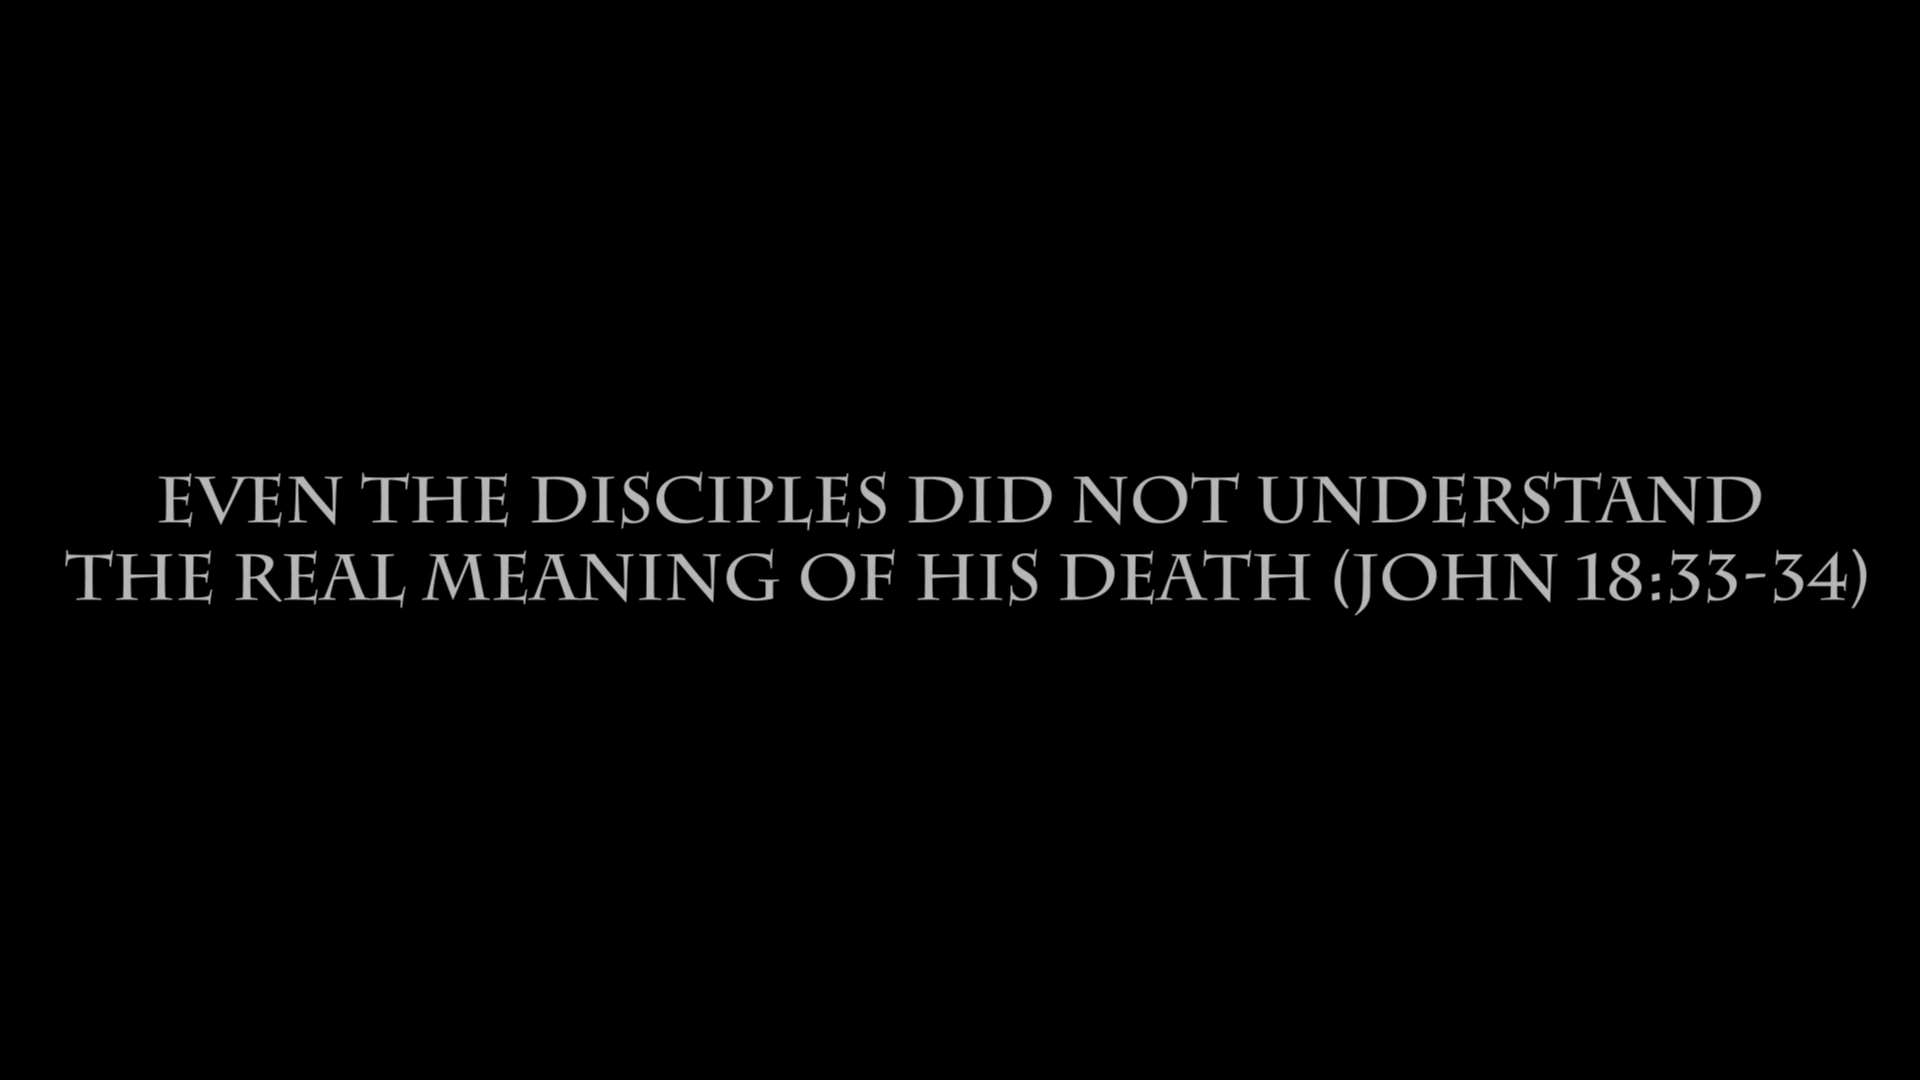 EVEN THE DISCIPLES DID NOT UNDERSTAND
THE REAL MEANING OF HIS DEATH (JOHN 18:33-34)